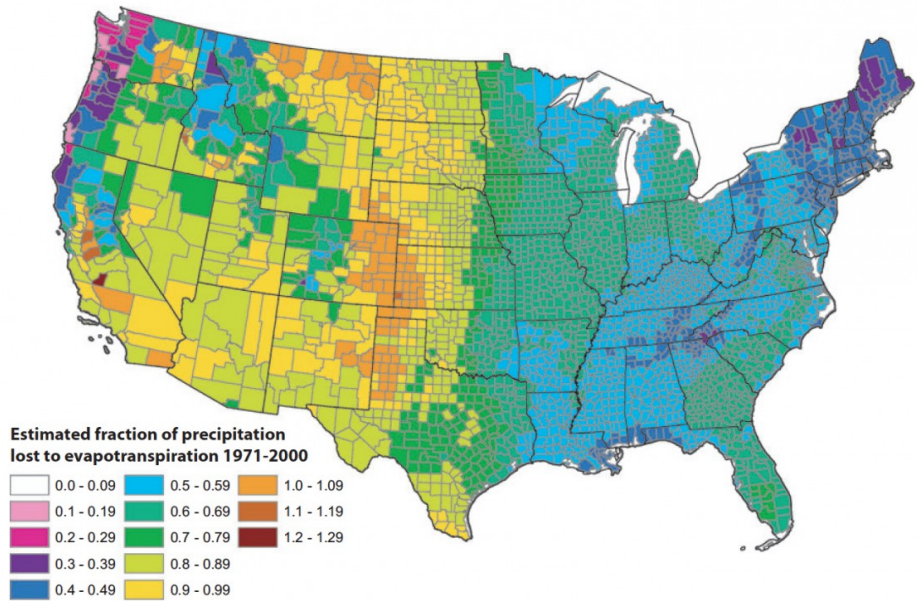 Estimated fraction of precipitation
lost to evapotranspiration 1971-2000
0.0 - 0.09
0.5 - 0.59
1.0 - 1.09
0.1 - 0.19
0.6 - 0.69
1.1 - 1.19
0.2 - 0.29
0.7 - 0.79
1.2 - 1.29
0.3 - 0.39
0.8 - 0.89
0.4 - 0.49
0.9 - 0.99